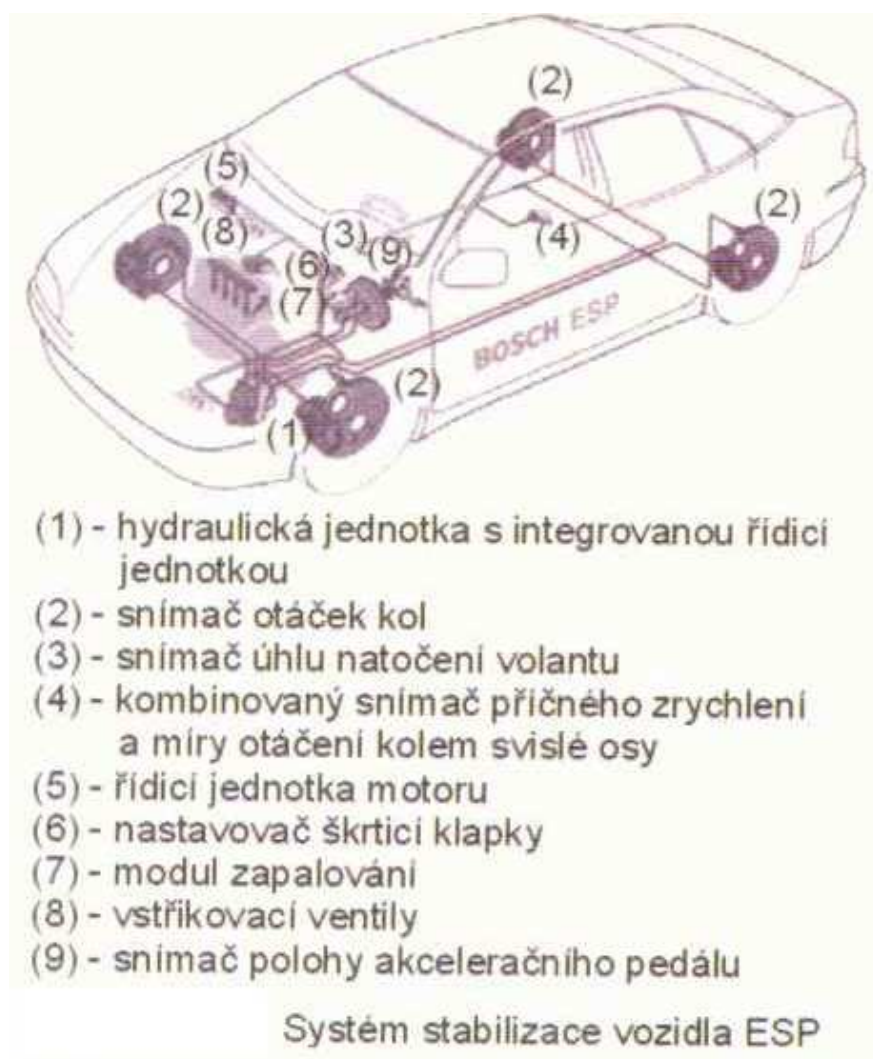 (2)
(5)
(2)
(8)
(3)
(9)
(6)
(4)
(2)
(7)
BOSCH ESP
(2)
(1)
(1) - hydraulická jednotka s integrovanou řídicí
jednotkou
(2) - snímač otáček kol
(3) - snímač úhlu natočení volantu
(4) - kombinovaný snímač příčného zrychlení
a míry otáčení kolem svislé osy
(5) - řídicí jednotka motoru
(6) - nastavovač škrticí klapky
(7) - modul zapalování
(8) - vstřikovací ventily
(9) - snímač polohy akceleračního pedálu
Systém stabilizace vozidla ESP